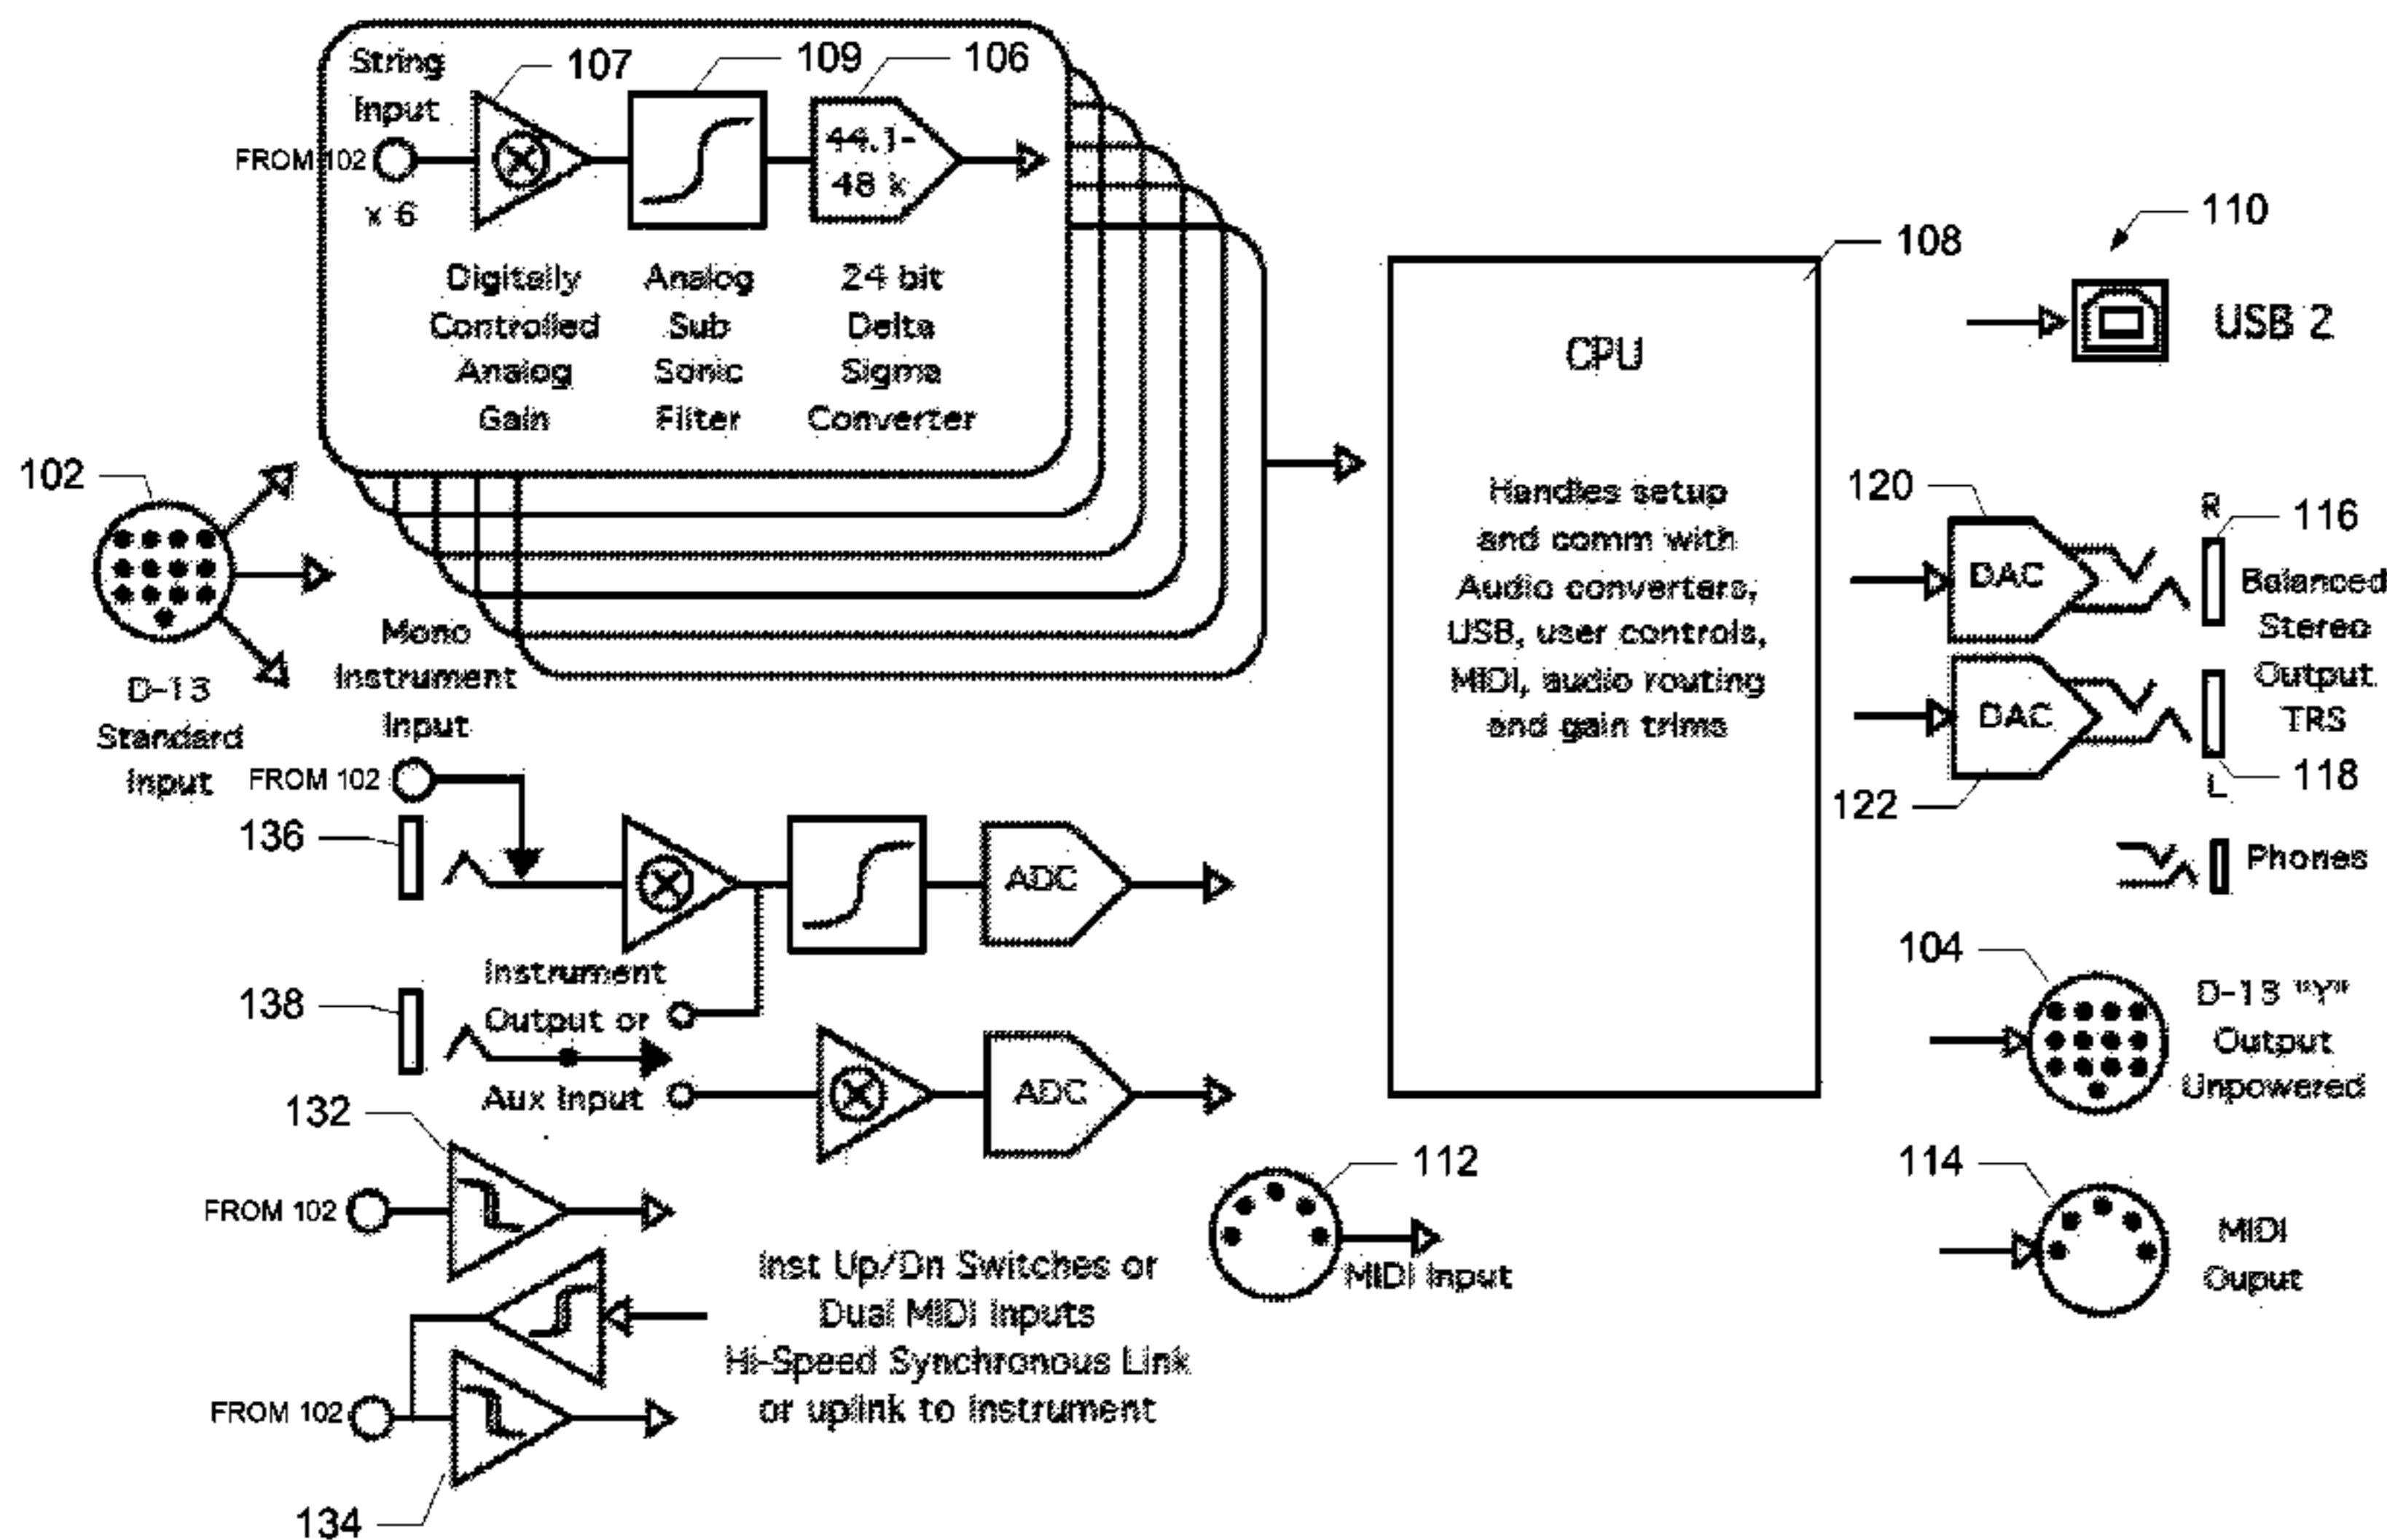 String
Input
FROM 102
x 6
107
109
106
44.1-
48 k
Digitally
Controlled
Analog
Gain
Analog
Sub
Sonic
Filter
24 bit
Delta
Sigma
Converter
102
D-13
Standard
Input
Mono
Instrument
Input
FROM 102
136
ADC
138
Instrument
Output or
Aux Input
ADC
132
FROM 102
FROM 102
134
Inst Up/Dn Switches or
Dual MIDI Inputs
Hi-Speed Synchronous Link
or uplink to Instrument
112
MIDI Input
108
CPU
Handles setup
and comm with
Audio converters,
USB, user controls,
MIDI, audio routing
and gain trims
110
USB 2
120
DAC
R
116
Balanced
Stereo
Output
TRS
DAC
122
118
L
Phones
104
D-13 "Y"
Output
Unpowered
114
MIDI
Ouput